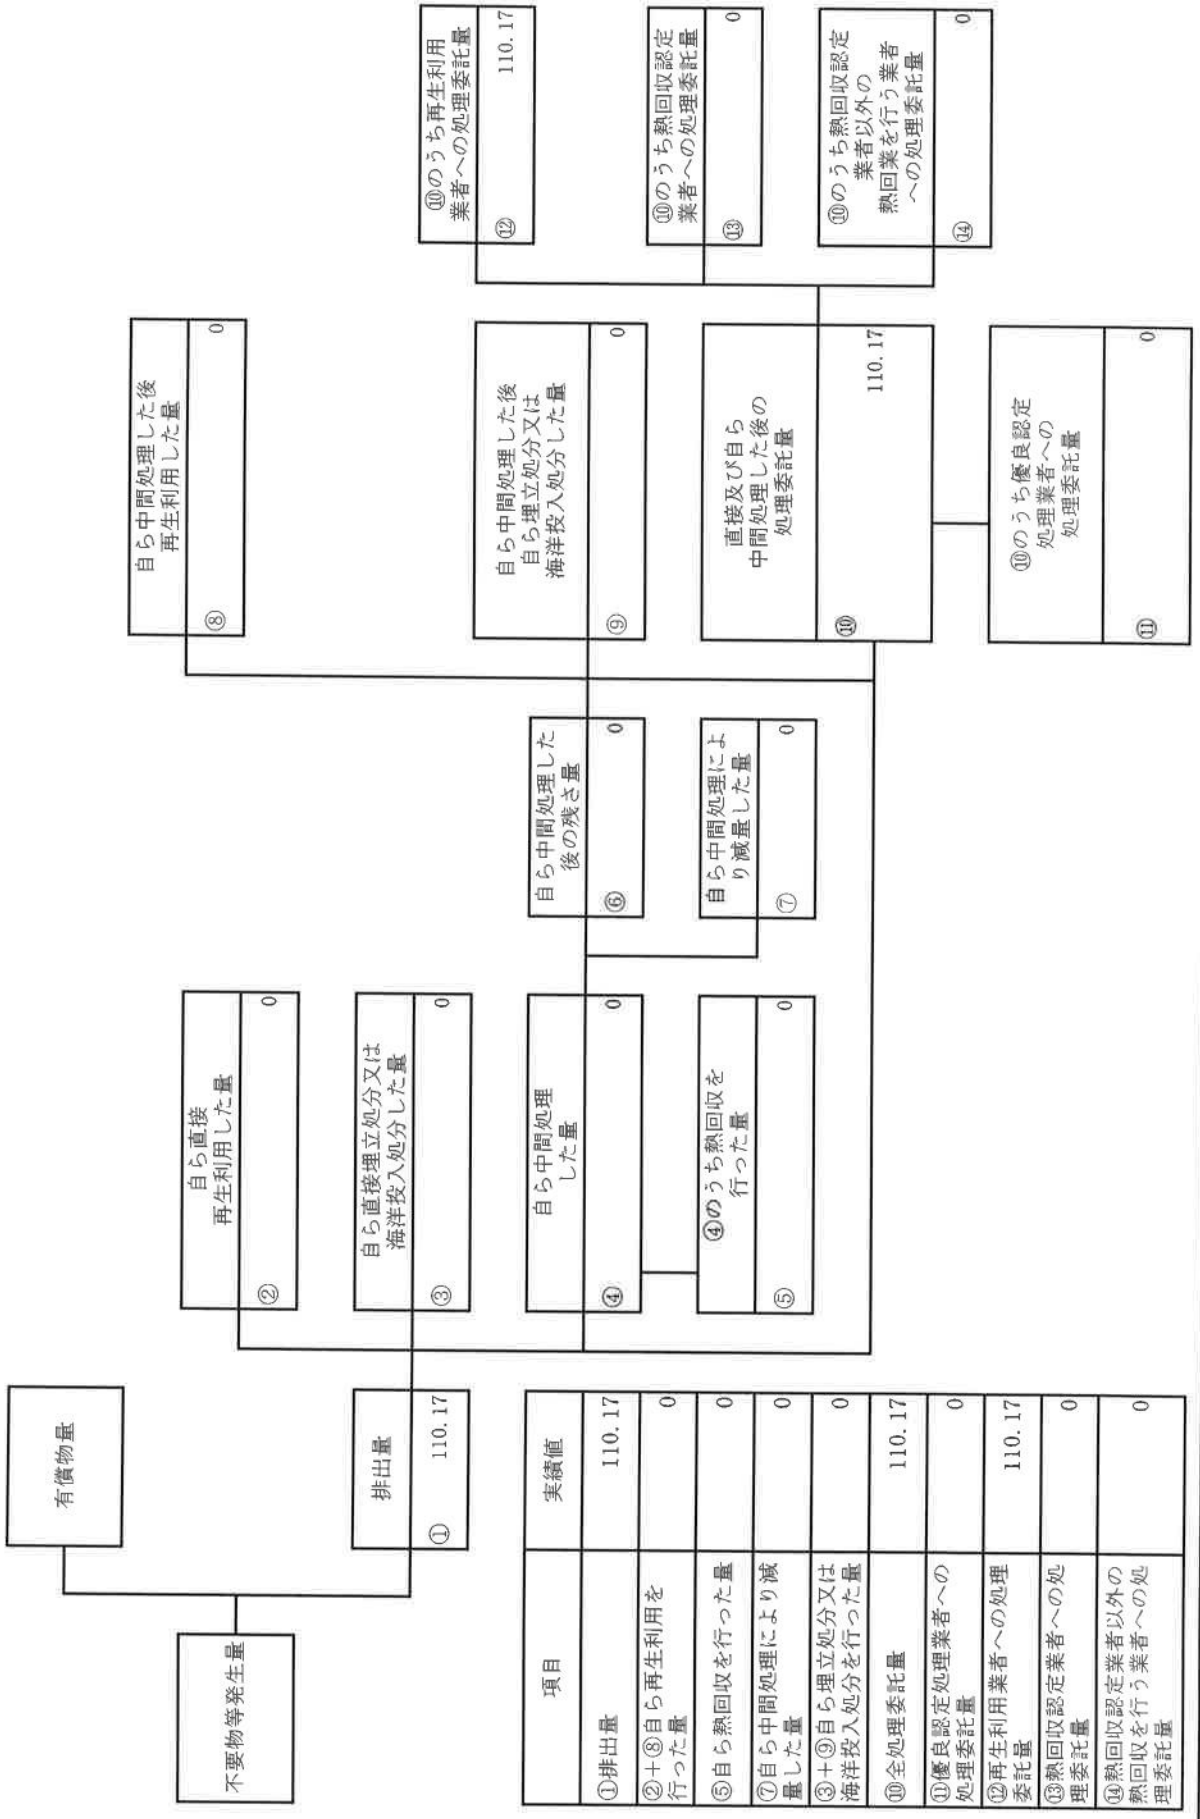 不要物等発生量
有償物量
排出量
① 110.17
自ら直接
再生利用した量
② 0
自ら直接埋立処分又は
海洋投入処分した量
③ 0
自ら中間処理
した量
④ 0
④のうち熱回収を
行った量
⑤ 0
自ら中間処理した
後の残さ量
⑥ 0
自ら中間処理によ
り減量した量
⑦ 0
自ら中間処理した後
再生利用した量
⑧ 0
自ら中間処理した後
自ら埋立処分又は
海洋投入処分した量
⑨ 0
直接及び自ら
中間処理した後の
処理委託量
⑩ 110.17
⑩のうち優良認定
処理業者への
処理委託量
⑪ 0
⑩のうち再生利用
業者への処理委託量
⑫ 110.17
⑩のうち熱回収認定
業者への処理委託量
⑬ 0
⑩のうち熱回収認定
業者以外の
熱回業を行う業者
への処理委託量
⑭ 0
項目 実績値
①排出量 110.17
②+⑧自ら再生利用を
行った量 0
⑤自ら熱回収を行った量 0
⑦自ら中間処理により減
量した量 0
③+⑨自ら埋立処分又は
海洋投入処分を行った量 0
⑩全処理委託量 110.17
⑪優良認定処理業者への
処理委託量 0
⑫再生利用業者への処理
委託量 110.17
⑬熱回収認定業者への処
理委託量 0
⑭熱回収認定業者以外の
熱回収を行う業者への処
理委託量 0